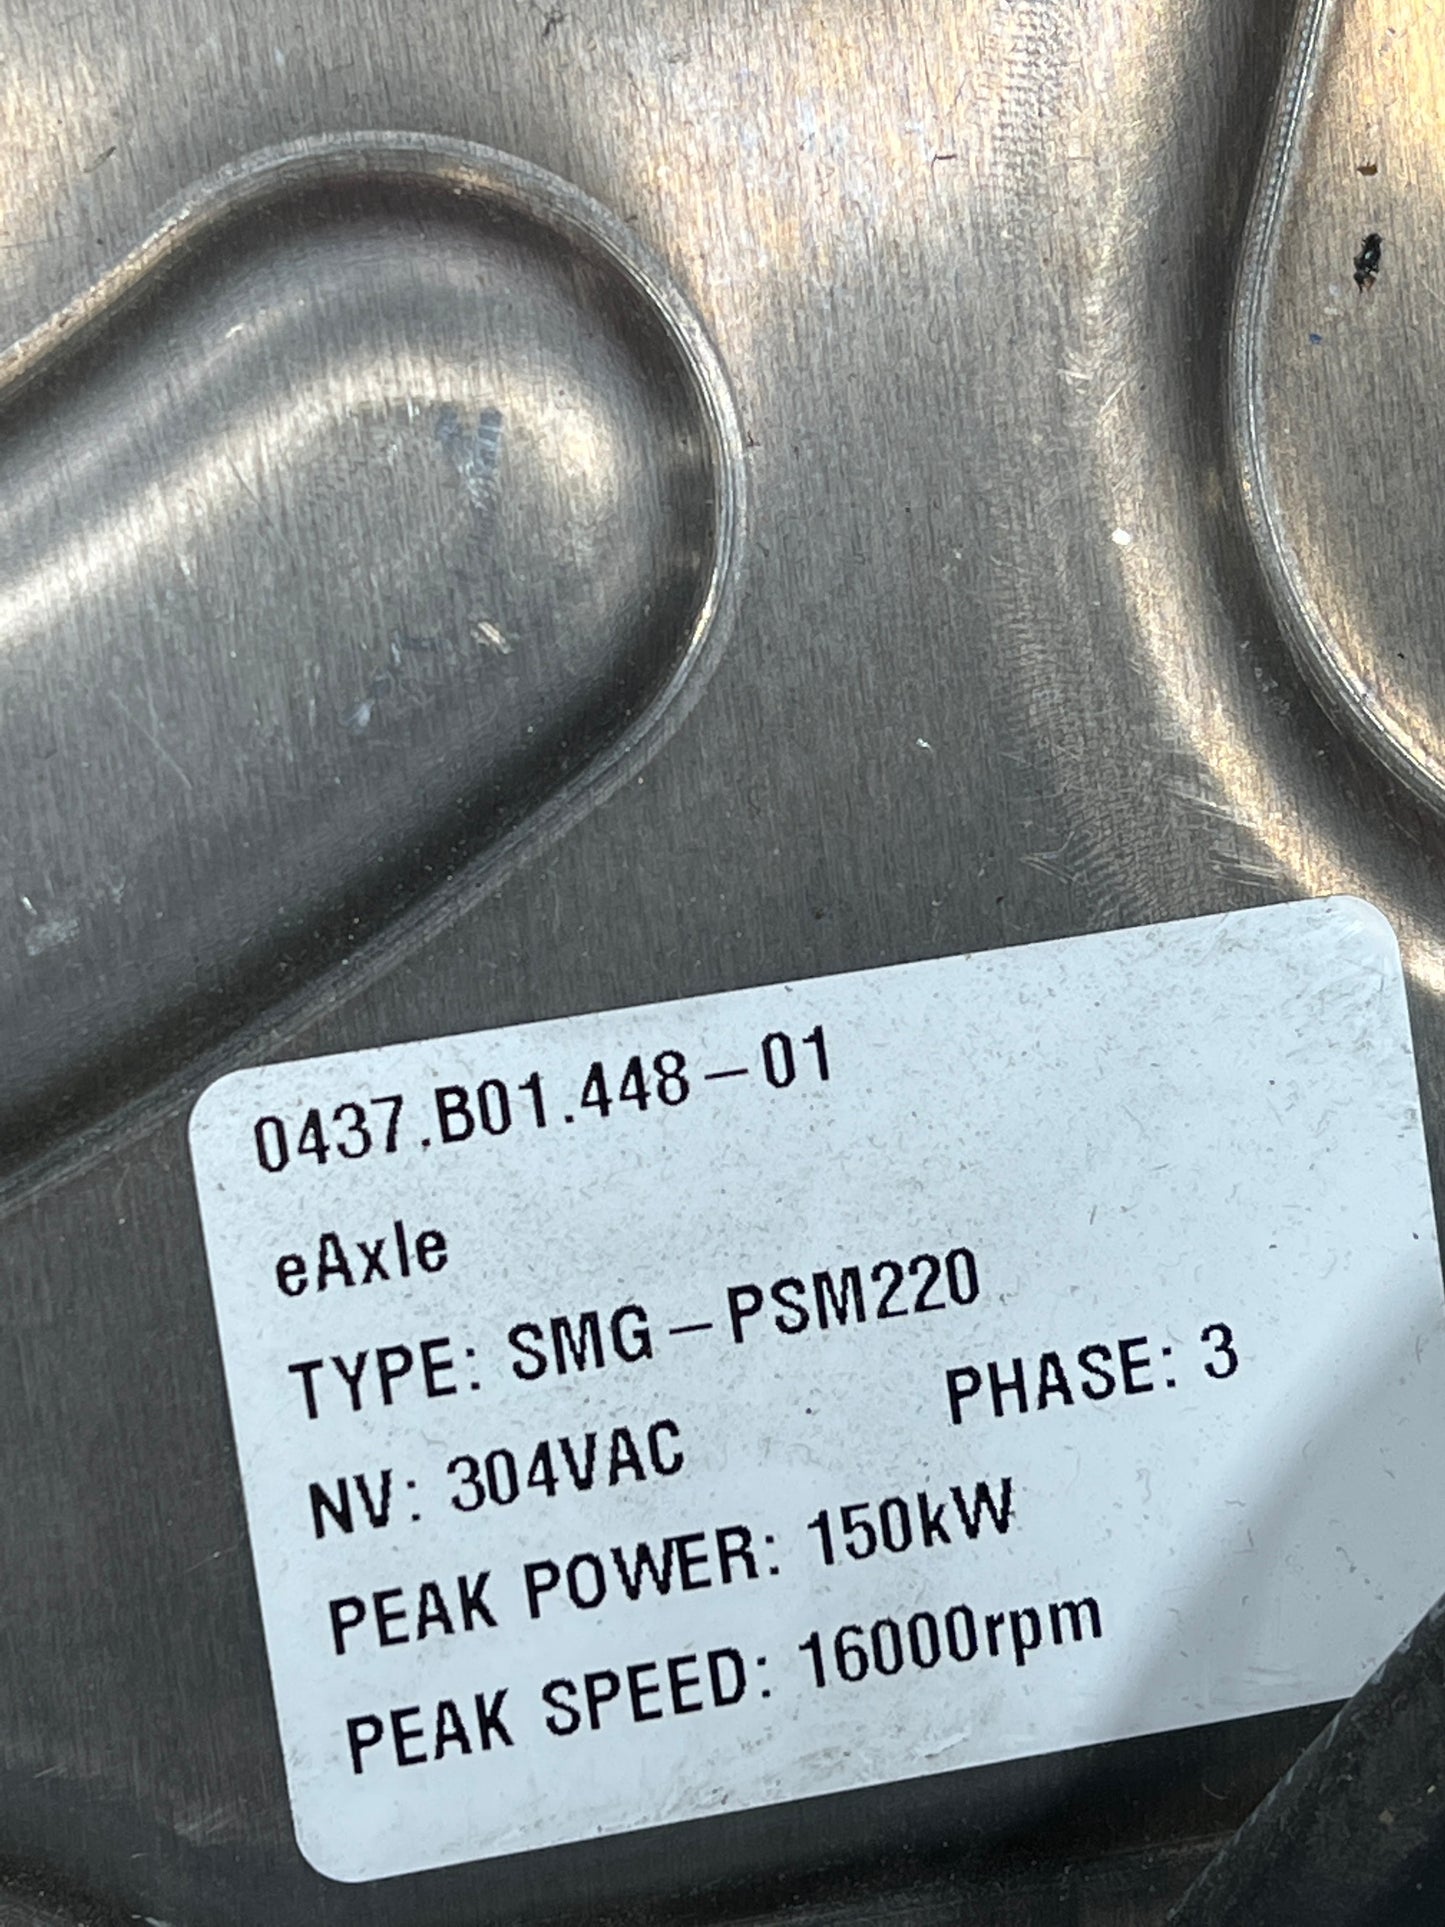 0437.B01.448-01
eAxle
TYPE: SMG-PSM220
NV: 304VAC PHASE: 3
PEAK POWER: 150kW
PEAK SPEED: 16000rpm